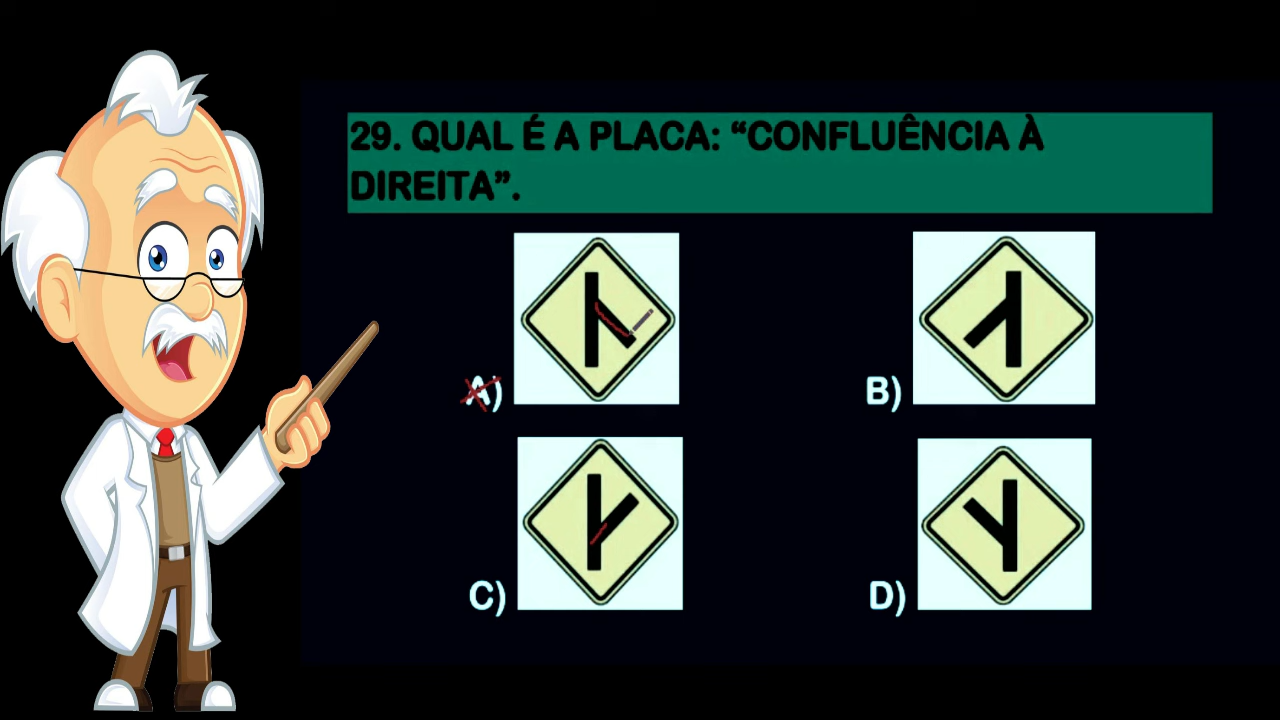 29. QUAL É A PLACA: “CONFLUÊNCIA À
DIREITA”.
A)
B)
C)
D)